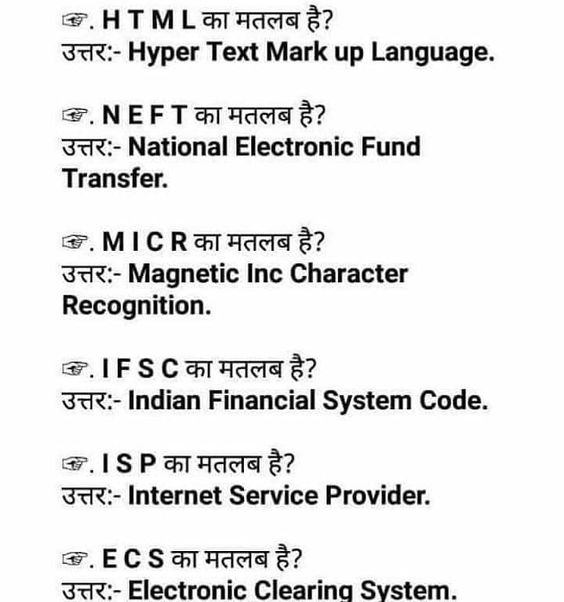 ☞. H T M L का मतलब है?
उत्तर:- Hyper Text Mark up Language.
☞. N E F T का मतलब है?
उत्तर:- National Electronic Fund
Transfer.
☞. M I C R का मतलब है?
उत्तर:- Magnetic Inc Character
Recognition.
☞. I F S C का मतलब है?
उत्तर:- Indian Financial System Code.
☞. I S P का मतलब है?
उत्तर:- Internet Service Provider.
☞. E C S का मतलब है?
उत्तर:- Electronic Clearing System.